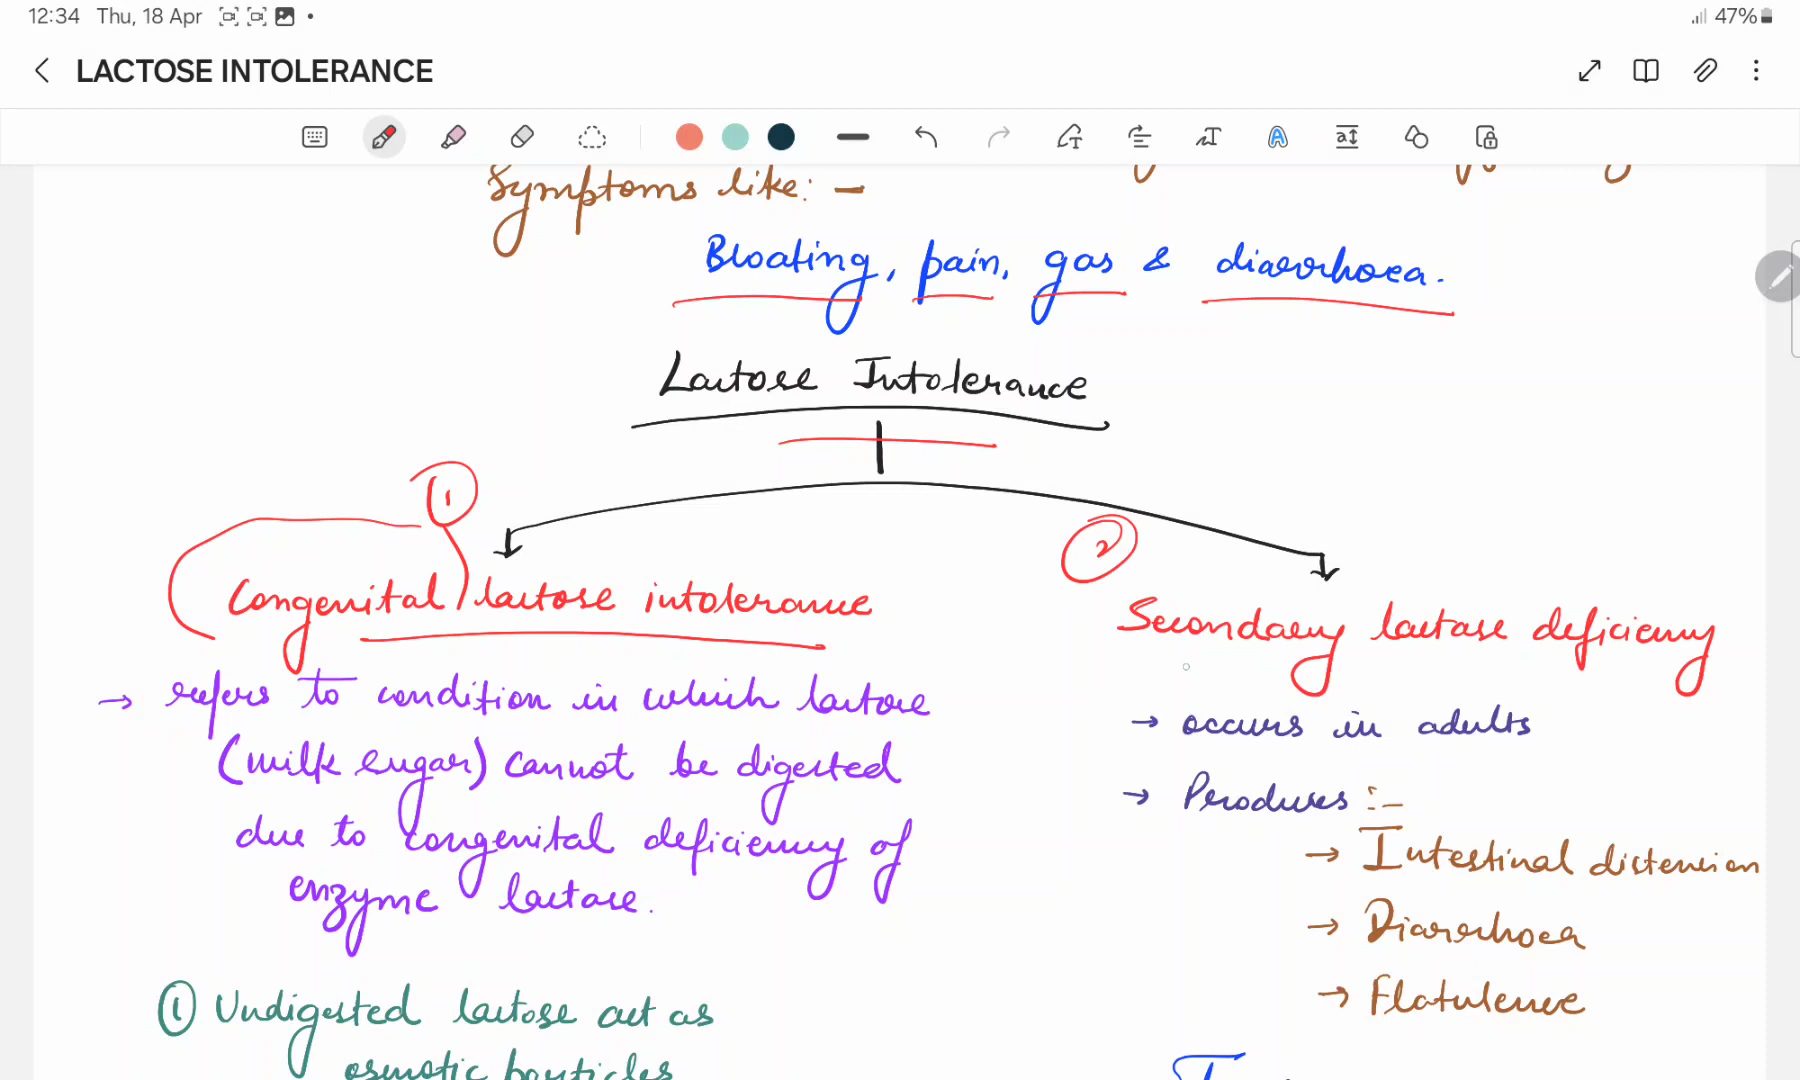 12:34 Thu, 18 Apr
47%
LACTOSE INTOLERANCE
Symptoms like: -
Bloating, pain, gas & diarrhoea.
Lactose Intolerance
1
2
Congenital lactose intolerance
→ refers to condition in which lactose
(milk sugar) cannot be digested
due to congenital deficiency of
enzyme lactase.
① Undigested lactose act as
osmotic particles
Secondary lactase deficiency
→ occurs in adults
→ Produces :-
→ Intestinal distension
→ Diarrhoea
→ Flatulence